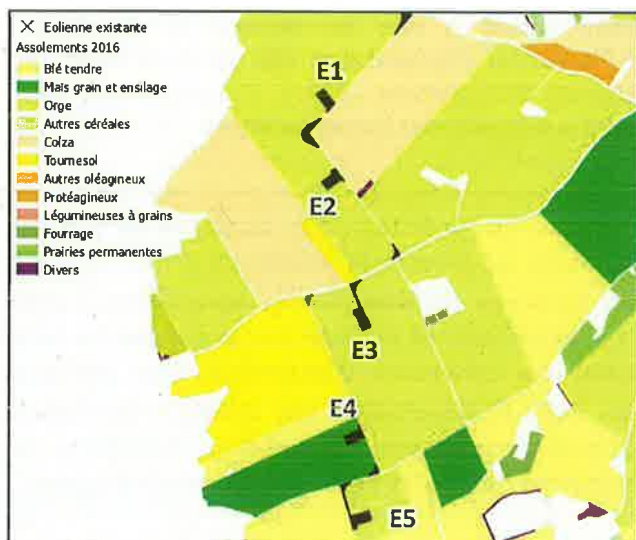 Eolienne existante
Assolements 2016
Blé tendre
Maïs grain et ensilage
Orge
Autres céréales
Colza
Tournesol
Autres oléagineux
Protéagineux
Légumineuses à grains
Fourrage
Prairies permanentes
Divers
E1
E2
E3
E4
E5